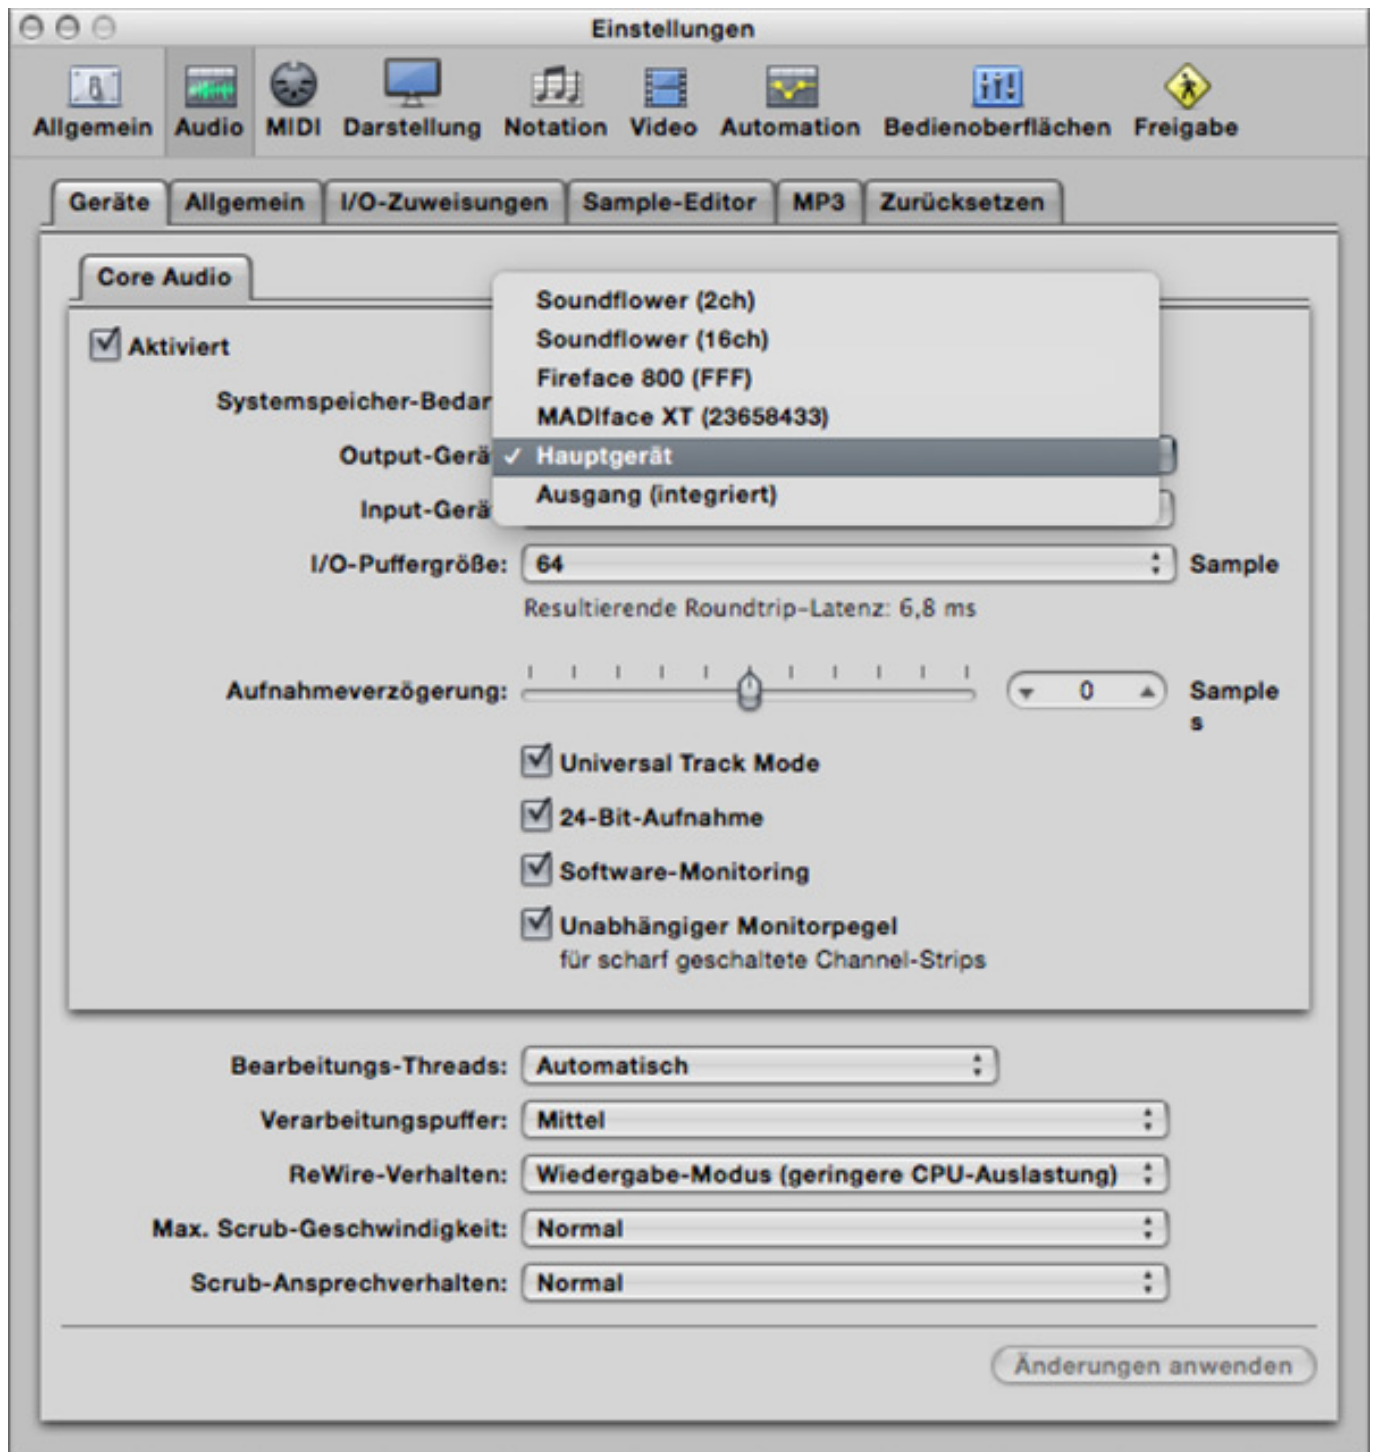 Einstellungen
Allgemein Audio MIDI Darstellung Notation Video Automation Bedienoberflächen Freigabe
Geräte Allgemein I/O-Zuweisungen Sample-Editor MP3 Zurücksetzen
Core Audio
Soundflower (2ch)
Aktiviert
Soundflower (16ch)
Fireface 800 (FFF)
Systemspeicher-Bedar
MADIface XT (23658433)
Output-Gerä ✓ Hauptgerät
Ausgang (integriert)
Input-Gerä
I/O-Puffergröße: 64 Sample
Resultierende Roundtrip-Latenz: 6,8 ms
Aufnahmeverzögerung: 0 Sample
s
Universal Track Mode
24-Bit-Aufnahme
Software-Monitoring
Unabhängiger Monitorpegel
für scharf geschaltete Channel-Strips
Bearbeitungs-Threads: Automatisch
Verarbeitungspuffer: Mittel
ReWire-Verhalten: Wiedergabe-Modus (geringere CPU-Auslastung)
Max. Scrub-Geschwindigkeit: Normal
Scrub-Ansprechverhalten: Normal
Änderungen anwenden